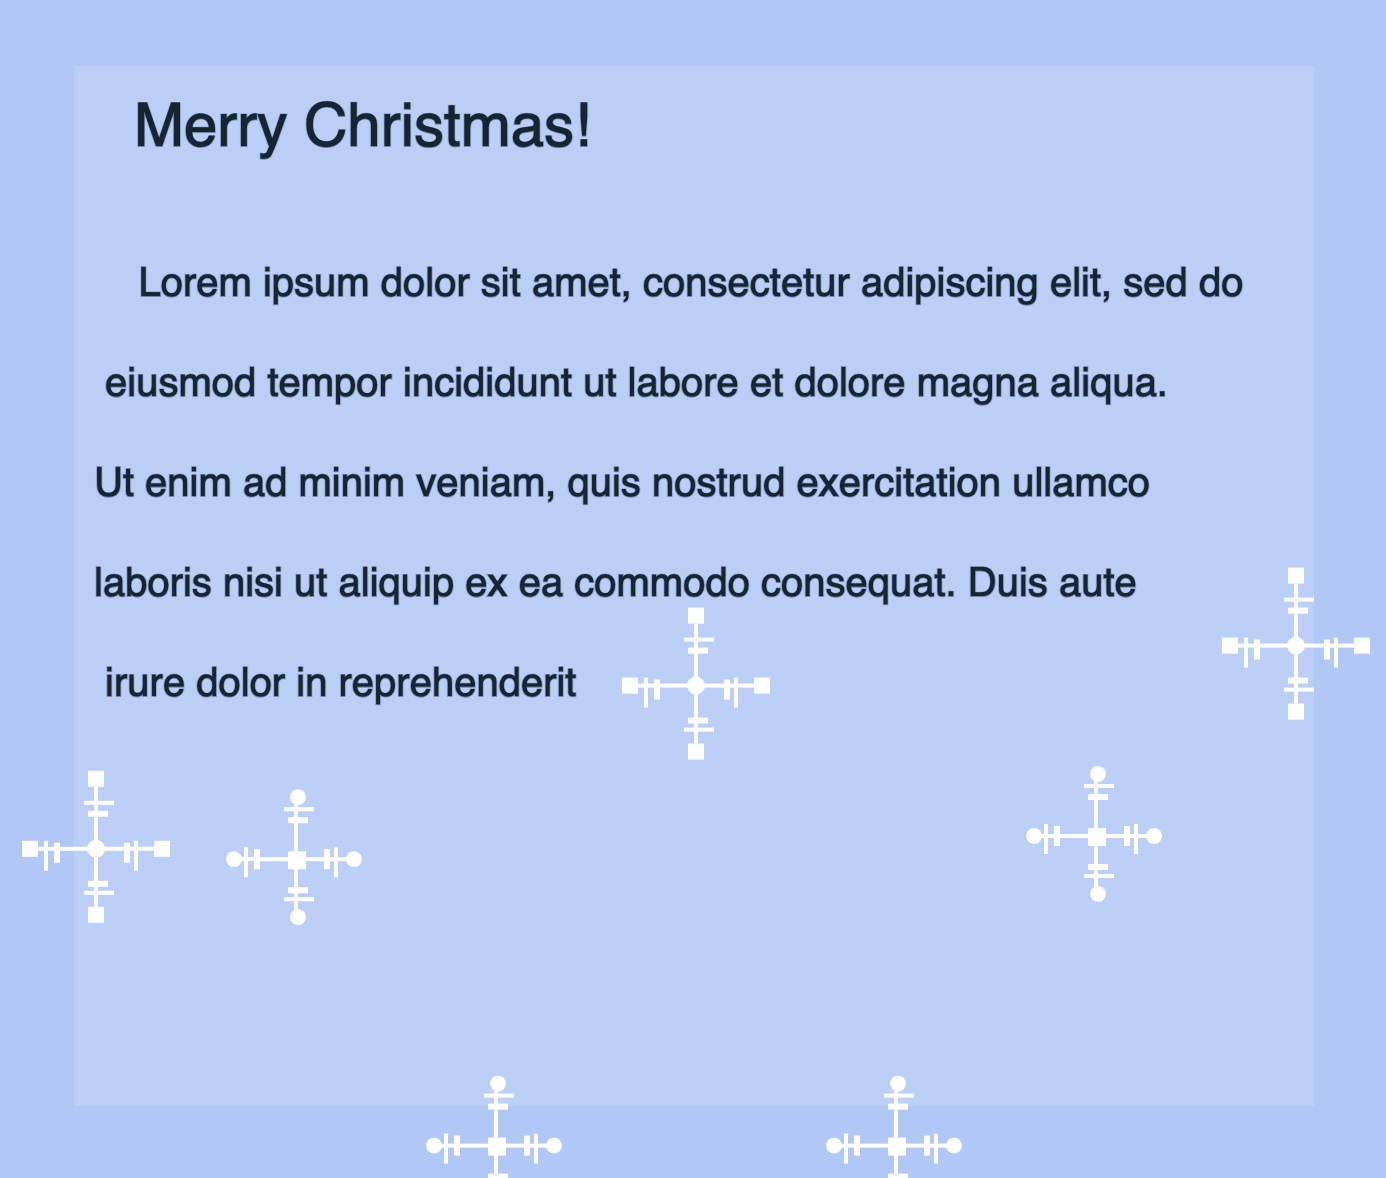 Merry Christmas!
Lorem ipsum dolor sit amet, consectetur adipiscing elit, sed do
eiusmod tempor incididunt ut labore et dolore magna aliqua.
Ut enim ad minim veniam, quis nostrud exercitation ullamco
laboris nisi ut aliquip ex ea commodo consequat. Duis aute
irure dolor in reprehenderit